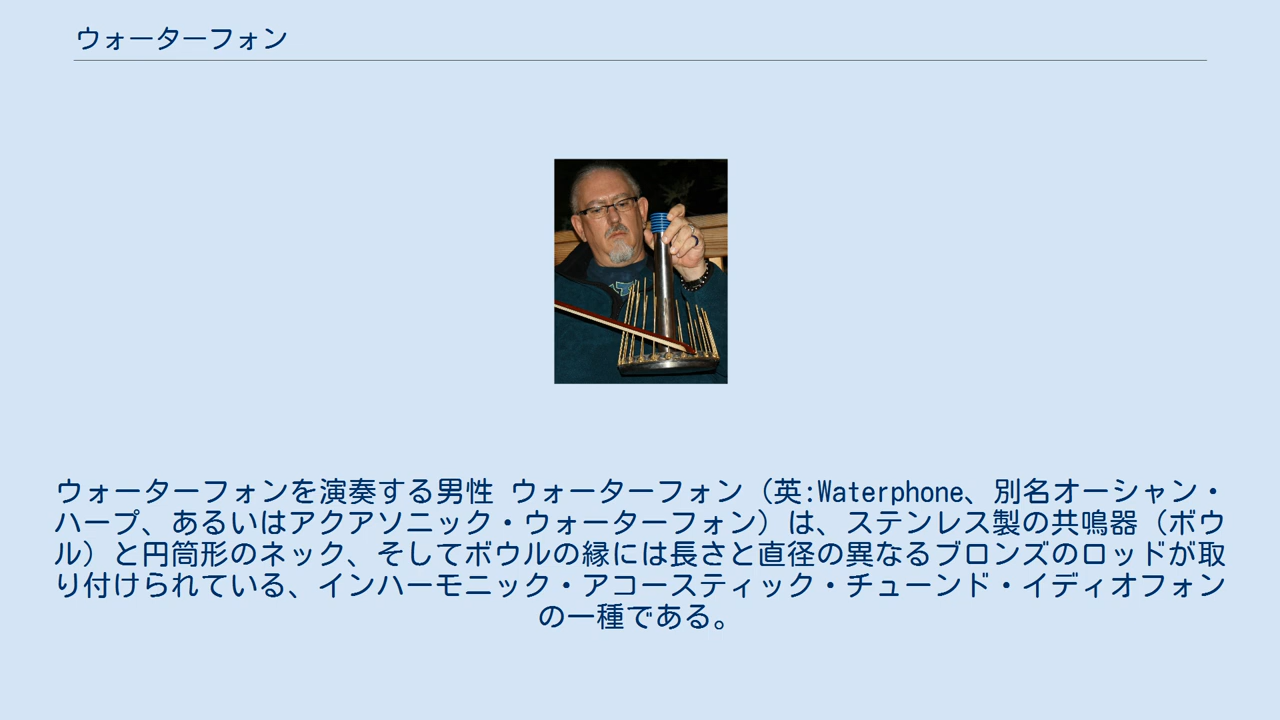 ウォーターフォン
ウォーターフォンを演奏する男性 ウォーターフォン（英:Waterphone、別名オーシャン・
ハープ、あるいはアクアソニック・ウォーターフォン）は、ステンレス製の共鳴器（ボウ
ル）と円筒形のネック、そしてボウルの縁には長さと直径の異なるブロンズのロッドが取
り付けられている、インハーモニック・アコースティック・チューンド・イディオフォン
の一種である。